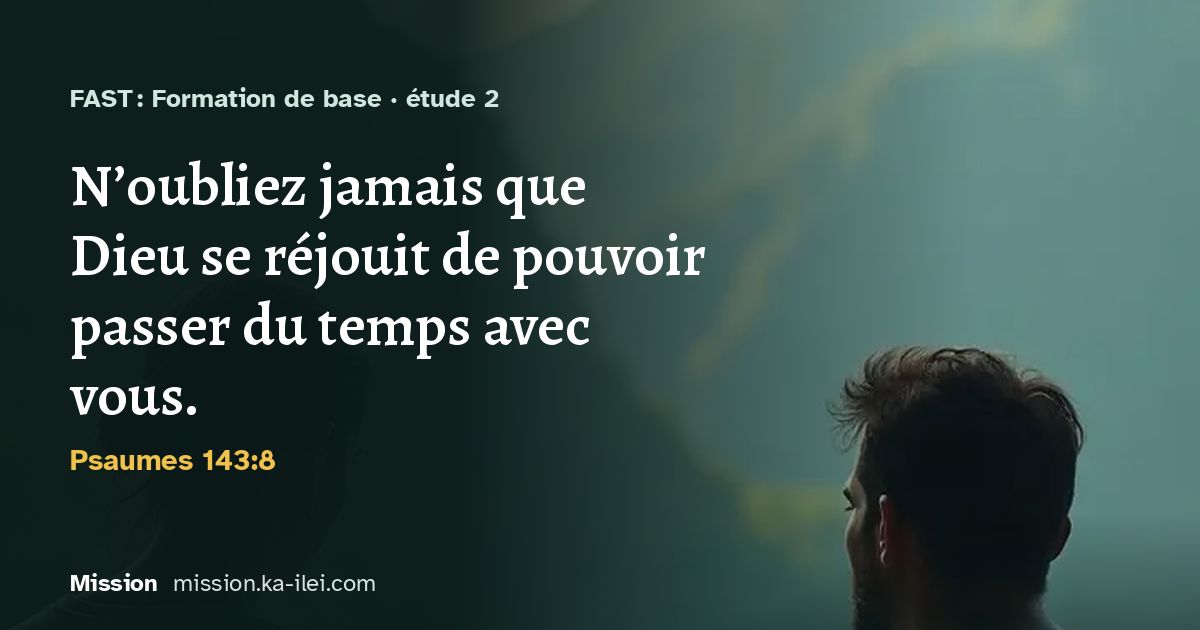 FAST : Formation de base · étude 2
N’oubliez jamais que
Dieu se réjouit de pouvoir
passer du temps avec
vous.
Psaumes 143:8
Mission mission.ka-ilei.com